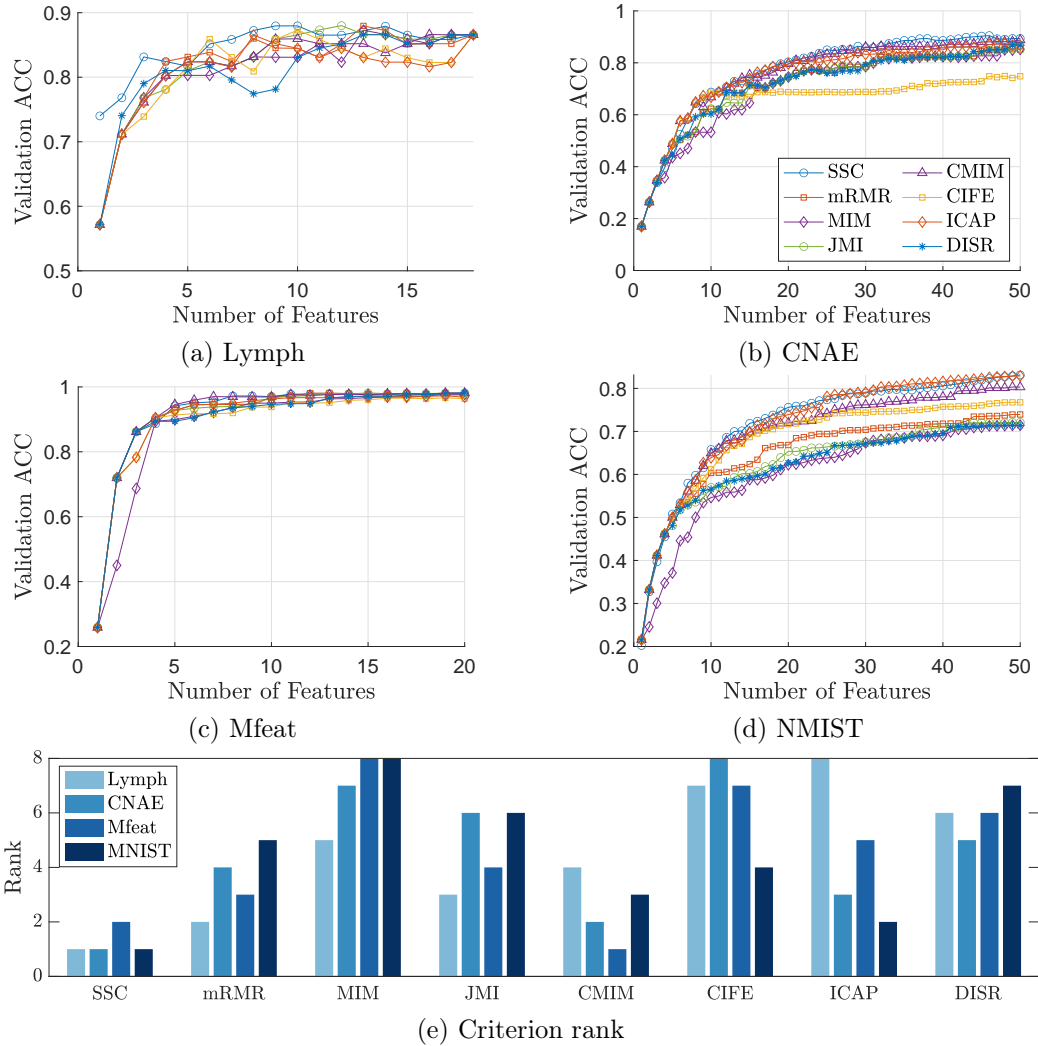 0.9
0.8
0.7
0.6
0.5
Validation ACC
0 5 10 15
Number of Features
(a) Lymph
1
0.8
0.6
0.4
0.2
0
Validation ACC
SSC CMIM
mRMR CIFE
MIM ICAP
JMI DISR
0 10 20 30 40 50
Number of Features
(b) CNAE
1
0.8
0.6
0.4
0.2
Validation ACC
0 5 10 15 20
Number of Features
(c) Mfeat
0.8
0.7
0.6
0.5
0.4
0.3
0.2
Validation ACC
0 10 20 30 40 50
Number of Features
(d) NMIST
8
6
4
2
0
Rank
Lymph
CNAE
Mfeat
MNIST
SSC mRMR MIM JMI CMIM CIFE ICAP DISR
(e) Criterion rank